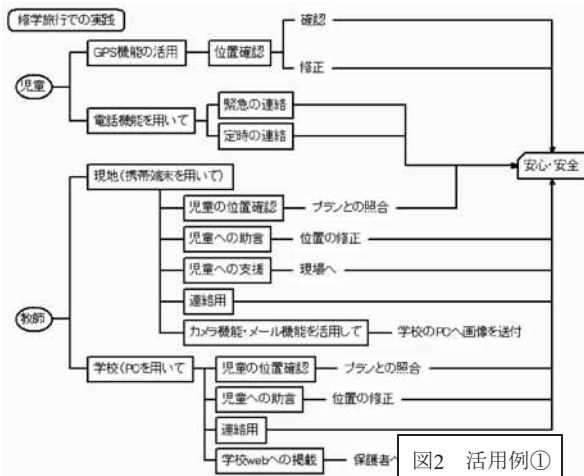 修学旅行での実践
確認
GPS機能の活用
位置確認
修正
児童
緊急の連絡
電話機能を用いて
定時の連絡
安心・安全
現地(携帯端末を用いて)
児童の位置確認
プランとの照合
児童への助言
位置の修正
児童への支援
現場へ
連絡用
教師
カメラ機能・メール機能を活用して
学校のPCへ画像を送付
学校(PCを用いて
児童の位置確認
プランとの照合
児童への助言
位置の修正
連絡用
学校webへの掲載
保護者へ
図2 活用例①